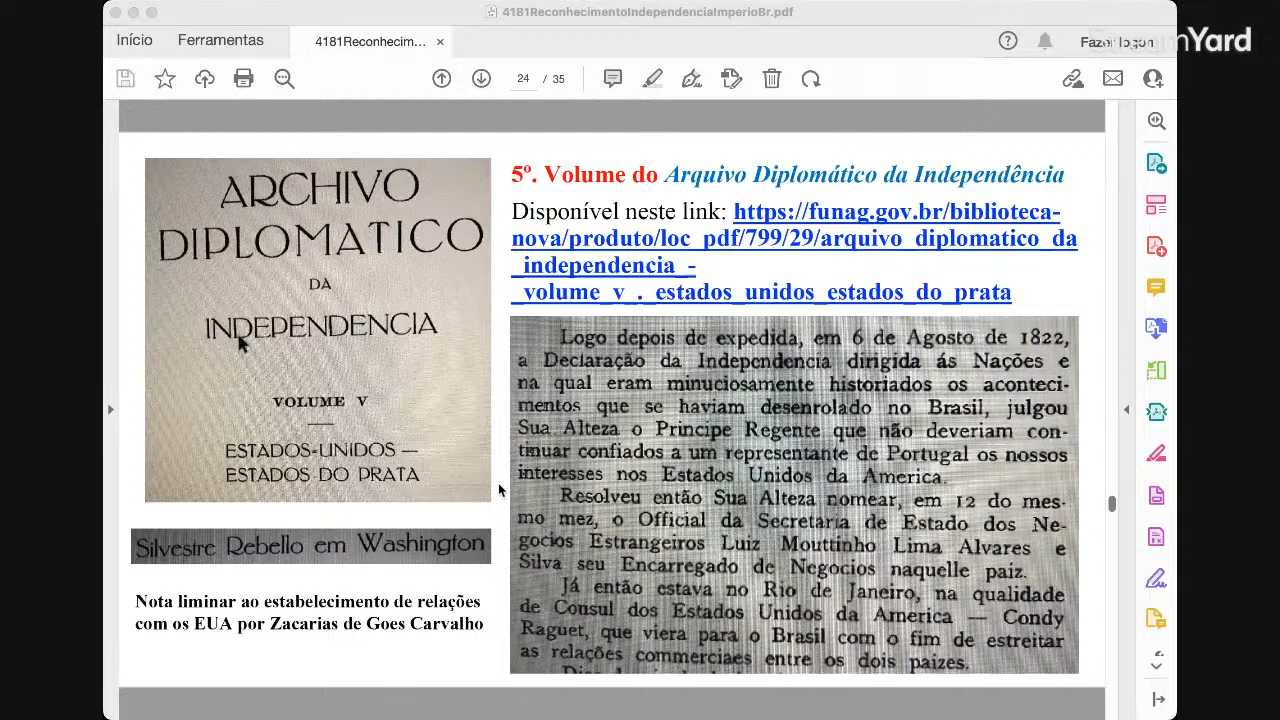 4181ReconhecimentoIndependenciaImperioBr.pdf
Início
Ferramentas
4181Reconhecim...
×
Fazer logon
Yard
24 / 35
ARCHIVO
DIPLOMATICO
DA
INDEPENDENCIA
VOLUME V
ESTADOS-UNIDOS —
ESTADOS DO PRATA
Silvestre Rebello em Washington
Nota liminar ao estabelecimento de relações
com os EUA por Zacarias de Goes Carvalho
5º. Volume do Arquivo Diplomático da Independência
Disponível neste link: https://funag.gov.br/biblioteca-
nova/produto/loc_pdf/799/29/arquivo_diplomatico_da
_independencia_-
_volume_v_._estados_unidos_estados_do_prata
Logo depois de expedida, em 6 de Agosto de 1822,
a Declaração da Independencia dirigida ás Nações e
na qual eram minuciosamente historiados os aconteci-
mentos que se haviam desenrolado no Brasil, julgou
Sua Alteza o Principe Regente que não deveriam con-
tinuar confiados a um representante de Portugal os nossos
interesses nos Estados Unidos da America.
Resolveu então Sua Alteza nomear, em 12 do mes-
mo mez, o Official da Secretaria de Estado dos Ne-
gocios Estrangeiros Luiz Mouttinho Lima Alvares e
Silva seu Encarregado de Negocios naquelle paiz.
Já então estava no Rio de Janeiro, na qualidade
de Consul dos Estados Unidos da America — Condy
Raguet, que viera para o Brasil com o fim de estreitar
as relações commerciaes entre os dois paizes.